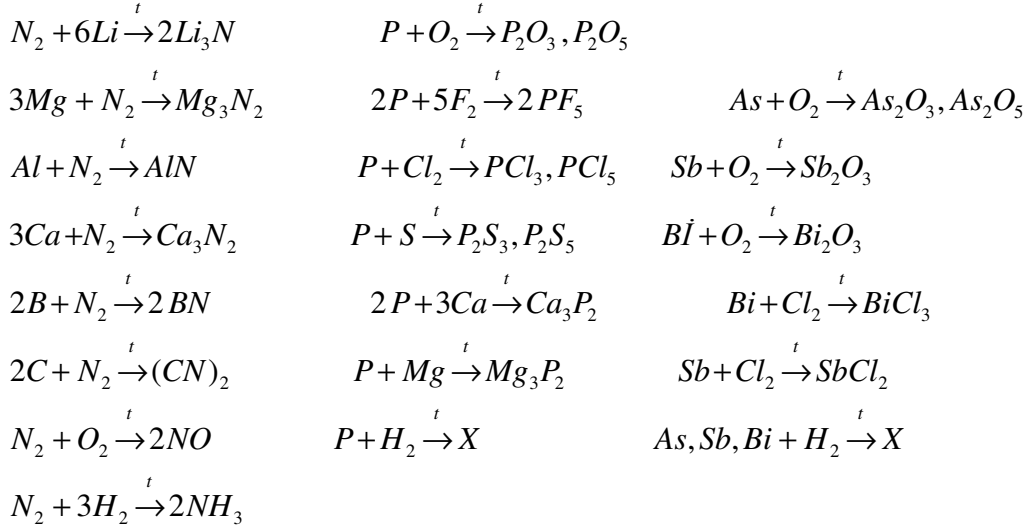 N₂ + 6Li →ᵗ 2Li₃N P + O₂ →ᵗ P₂O₃, P₂O₅
3Mg + N₂ →ᵗ Mg₃N₂ 2P + 5F₂ →ᵗ 2PF₅ As + O₂ →ᵗ As₂O₃, As₂O₅
Al + N₂ →ᵗ AlN P + Cl₂ →ᵗ PCl₃, PCl₅ Sb + O₂ →ᵗ Sb₂O₃
3Ca + N₂ →ᵗ Ca₃N₂ P + S →ᵗ P₂S₃, P₂S₅ Bİ + O₂ →ᵗ Bi₂O₃
2B + N₂ →ᵗ 2BN 2P + 3Ca →ᵗ Ca₃P₂ Bi + Cl₂ →ᵗ BiCl₃
2C + N₂ →ᵗ (CN)₂ P + Mg →ᵗ Mg₃P₂ Sb + Cl₂ →ᵗ SbCl₂
N₂ + O₂ →ᵗ 2NO P + H₂ →ᵗ X As, Sb, Bi + H₂ →ᵗ X
N₂ + 3H₂ →ᵗ 2NH₃